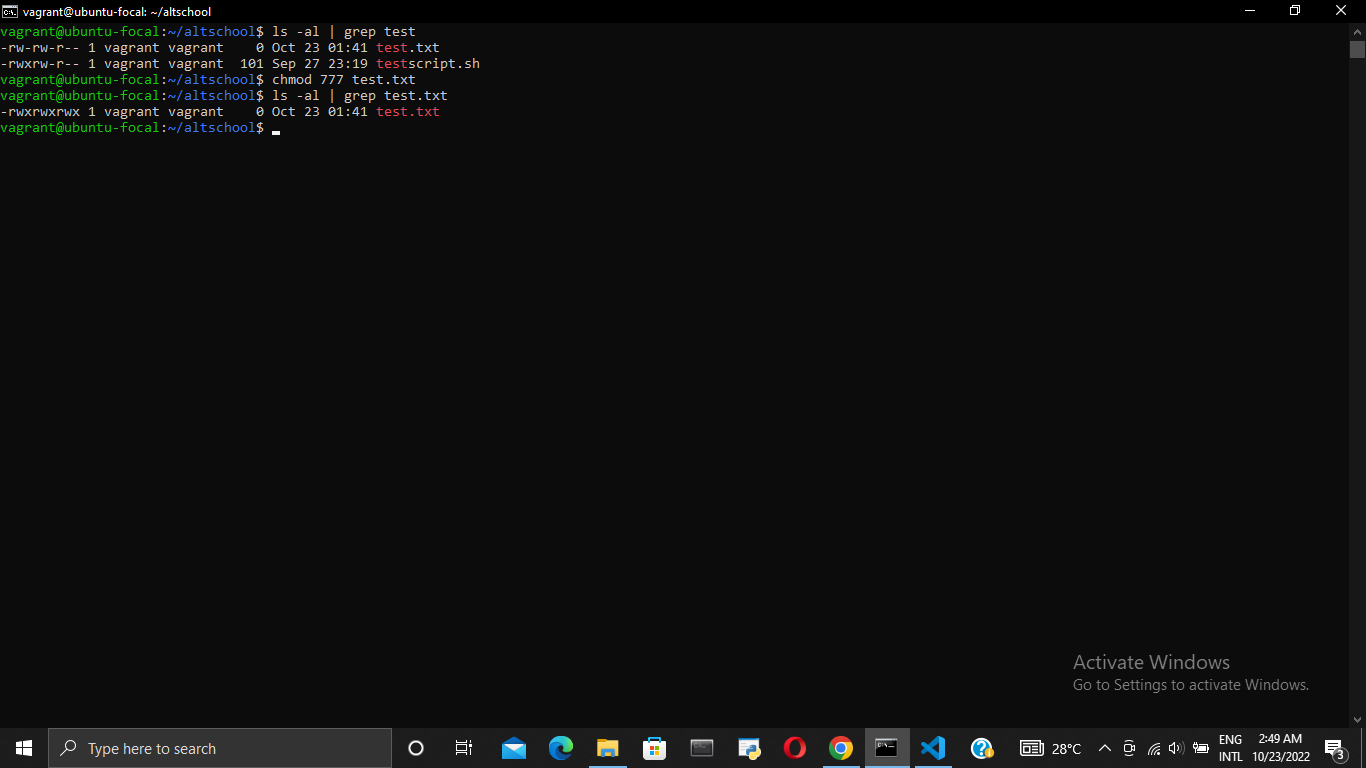 vagrant@ubuntu-focal: ~/altschool
vagrant@ubuntu-focal:~/altschool$ ls -al | grep test
-rw-rw-r-- 1 vagrant vagrant    0 Oct 23 01:41 test.txt
-rwxrw-r-- 1 vagrant vagrant  101 Sep 27 23:19 testscript.sh
vagrant@ubuntu-focal:~/altschool$ chmod 777 test.txt
vagrant@ubuntu-focal:~/altschool$ ls -al | grep test.txt
-rwxrwxrwx 1 vagrant vagrant    0 Oct 23 01:41 test.txt
vagrant@ubuntu-focal:~/altschool$
Activate Windows
Go to Settings to activate Windows.
Type here to search
28°C
ENG
INTL
2:49 AM
10/23/2022
3